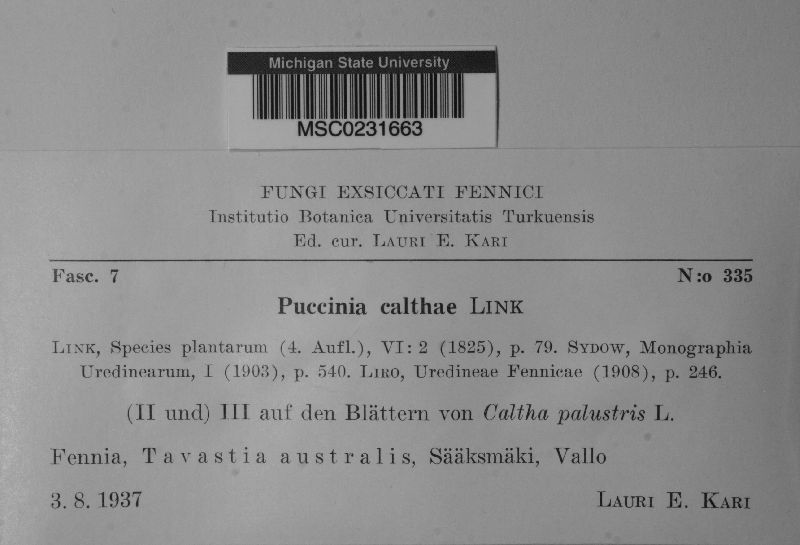 Michigan State University
MSC0231663
FUNGI EXSICCATI FENNICI
Institutio Botanica Universitatis Turkuensis
Ed. cur. LAURI E. KARI
Fasc. 7 N:o 335
Puccinia calthae LINK
LINK, Species plantarum (4. Aufl.), VI: 2 (1825), p. 79. SYDOW, Monographia
Uredinearum, I (1903), p. 540. LIRO, Uredineae Fennicae (1908), p. 246.
(II und) III auf den Blättern von Caltha palustris L.
Fennia, Tavastia australis, Sääksmäki, Vallo
3. 8. 1937 LAURI E. KARI